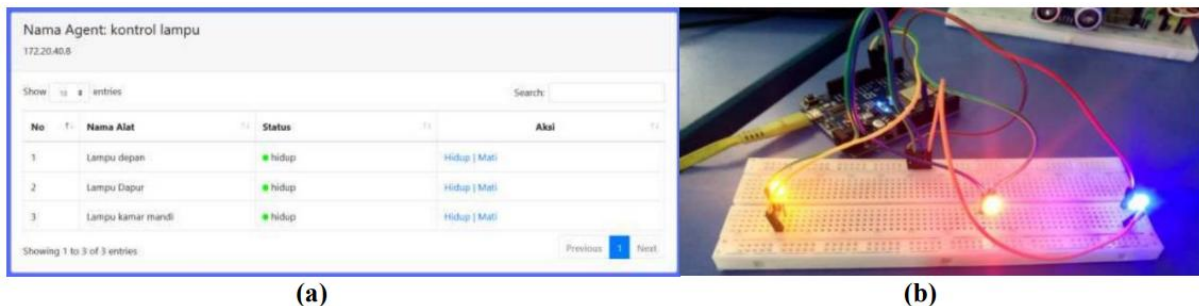 Nama Agent: kontrol lampu
172.20.40.8
Show 10 entries Search:
No Nama Alat Status Aksi
1 Lampu depan hidup Hidup | Mati
2 Lampu Dapur hidup Hidup | Mati
3 Lampu kamar mandi hidup Hidup | Mati
Showing 1 to 3 of 3 entries Previous 1 Next
(a) (b)